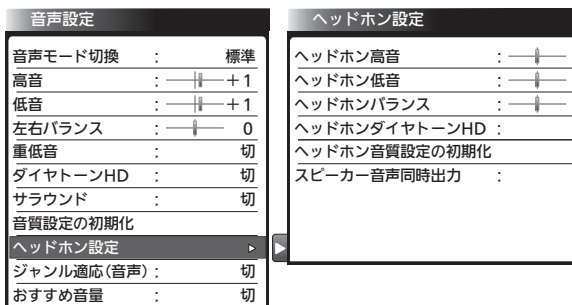 音声設定
音声モード切換 : 標準
高音 : +1
低音 : +1
左右バランス : 0
重低音 : 切
ダイヤトーンHD : 切
サラウンド : 切
音質設定の初期化
ヘッドホン設定
ジャンル適応(音声) : 切
おすすめ音量 : 切
ヘッドホン設定
ヘッドホン高音 :
ヘッドホン低音 :
ヘッドホンバランス :
ヘッドホンダイヤトーンHD :
ヘッドホン音質設定の初期化
スピーカー音声同時出力 :